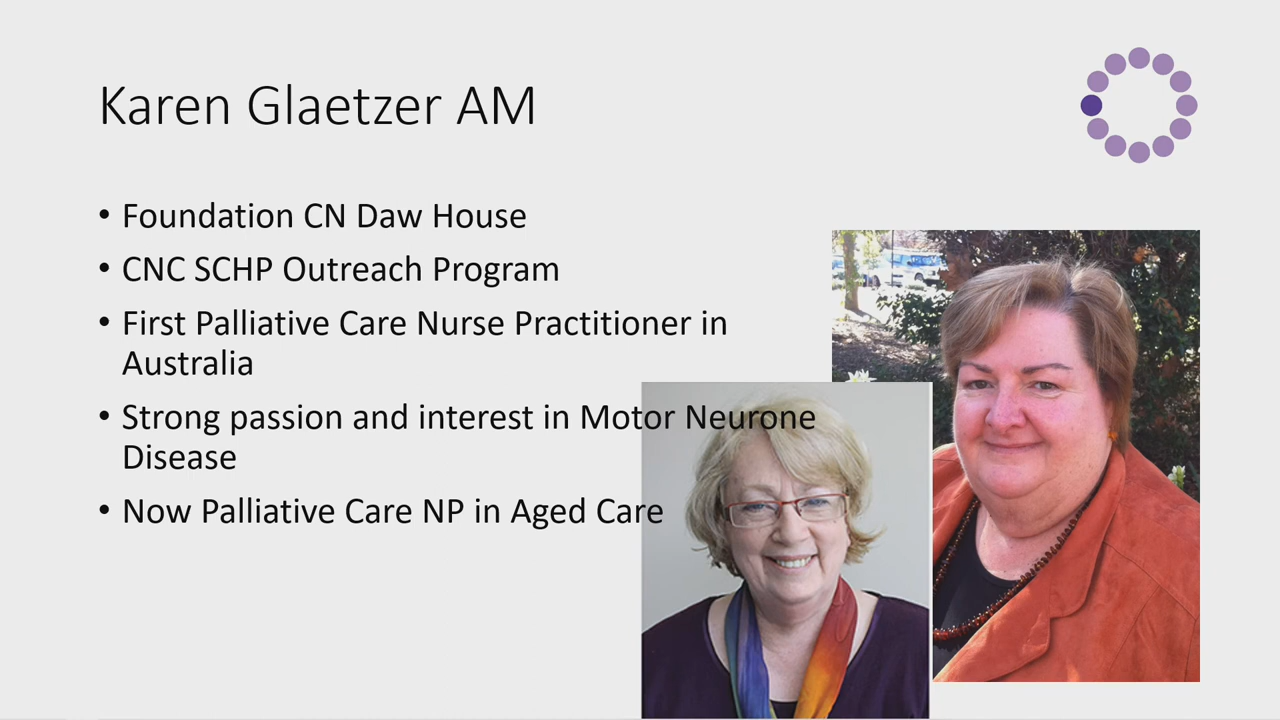 Karen Glaetzer AM
• Foundation CN Daw House
• CNC SCHP Outreach Program
• First Palliative Care Nurse Practitioner in
Australia
• Strong passion and interest in Motor Neurone
Disease
• Now Palliative Care NP in Aged Care